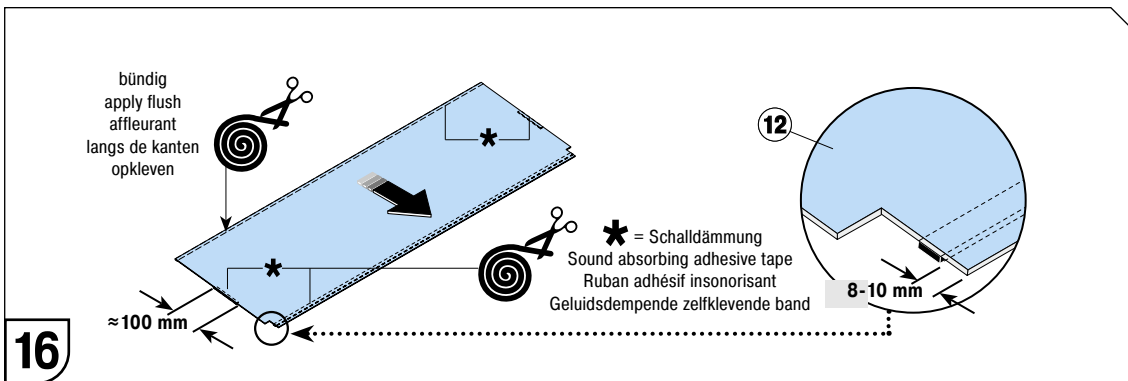 bündig
apply flush
affleurant
langs de kanten
opkleven
*
*
≈100 mm
* = Schalldämmung
Sound absorbing adhesive tape
Ruban adhésif insonorisant
Geluidsdempende zelfklevende band
12
8-10 mm
16